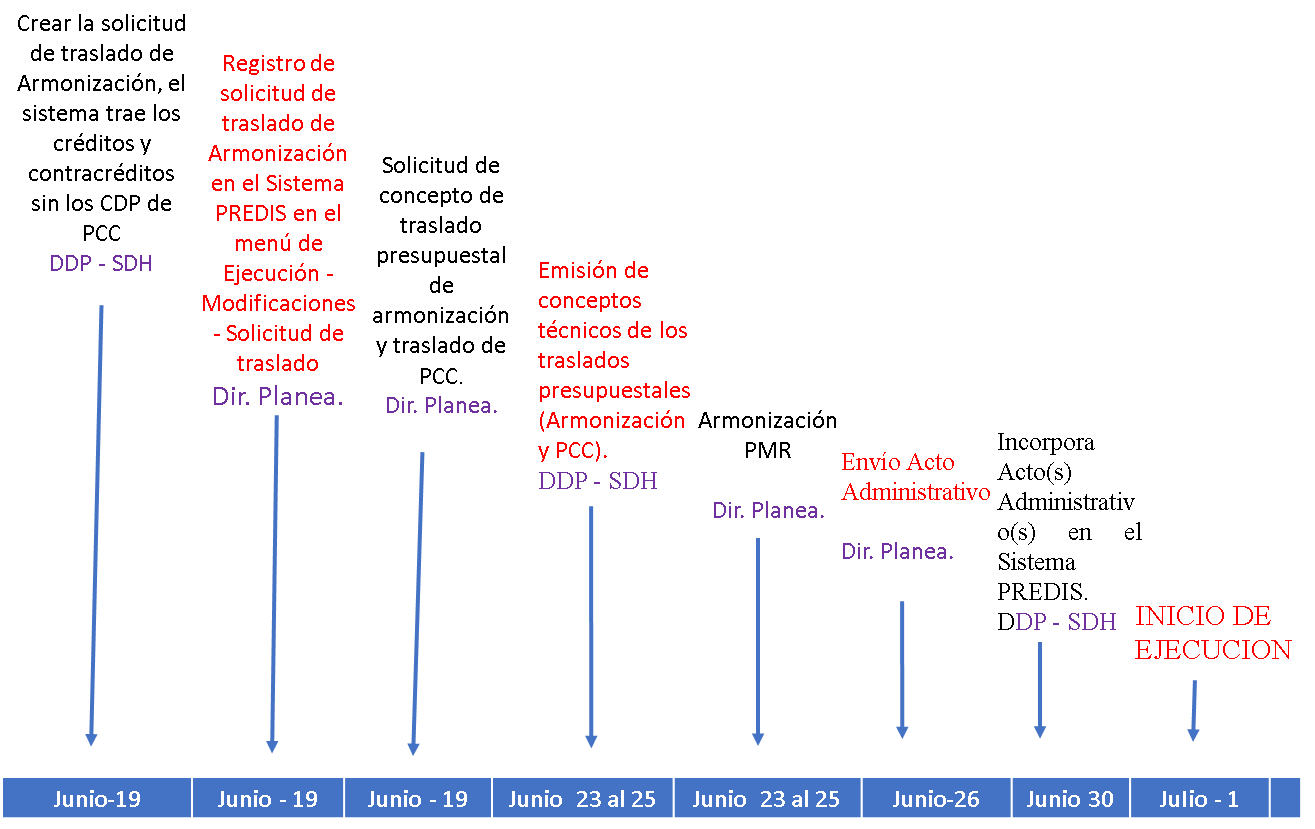 Crear la solicitud
de traslado de
Armonización, el
sistema trae los
créditos y
contracréditos
sin los CDP de
PCC
DDP - SDH
Registro de
solicitud de
traslado de
Armonización
en el Sistema
PREDIS en el
menú de
Ejecución -
Modificaciones
- Solicitud de
traslado
Dir. Planea.
Solicitud de
concepto de
traslado
presupuestal
de
armonización
y traslado de
PCC.
Dir. Planea.
Emisión de
conceptos
técnicos de los
traslados
presupuestales
(Armonización
y PCC).
DDP - SDH
Armonización
PMR
Dir. Planea.
Envío Acto
Administrativo
Dir. Planea.
Incorpora
Acto(s)
Administrativ
o(s) en el
Sistema
PREDIS.
DDP - SDH
INICIO DE
EJECUCION
Junio-19
Junio - 19
Junio - 19
Junio 23 al 25
Junio 23 al 25
Junio-26
Junio 30
Julio - 1